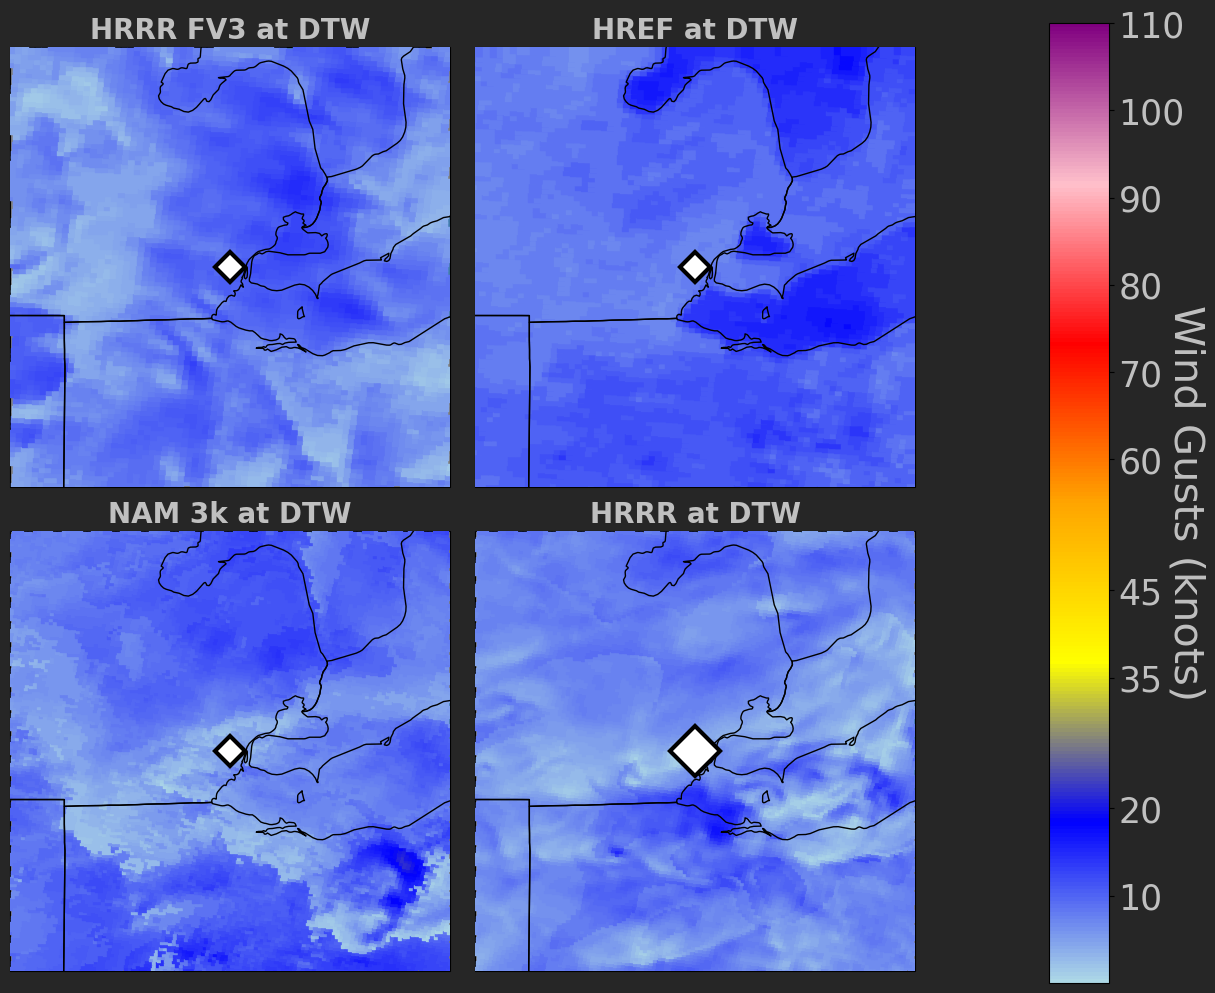 HRRR FV3 at DTW
HREF at DTW
NAM 3k at DTW
HRRR at DTW
110
100
90
80
70
60
45
35
20
10
Wind Gusts (knots)